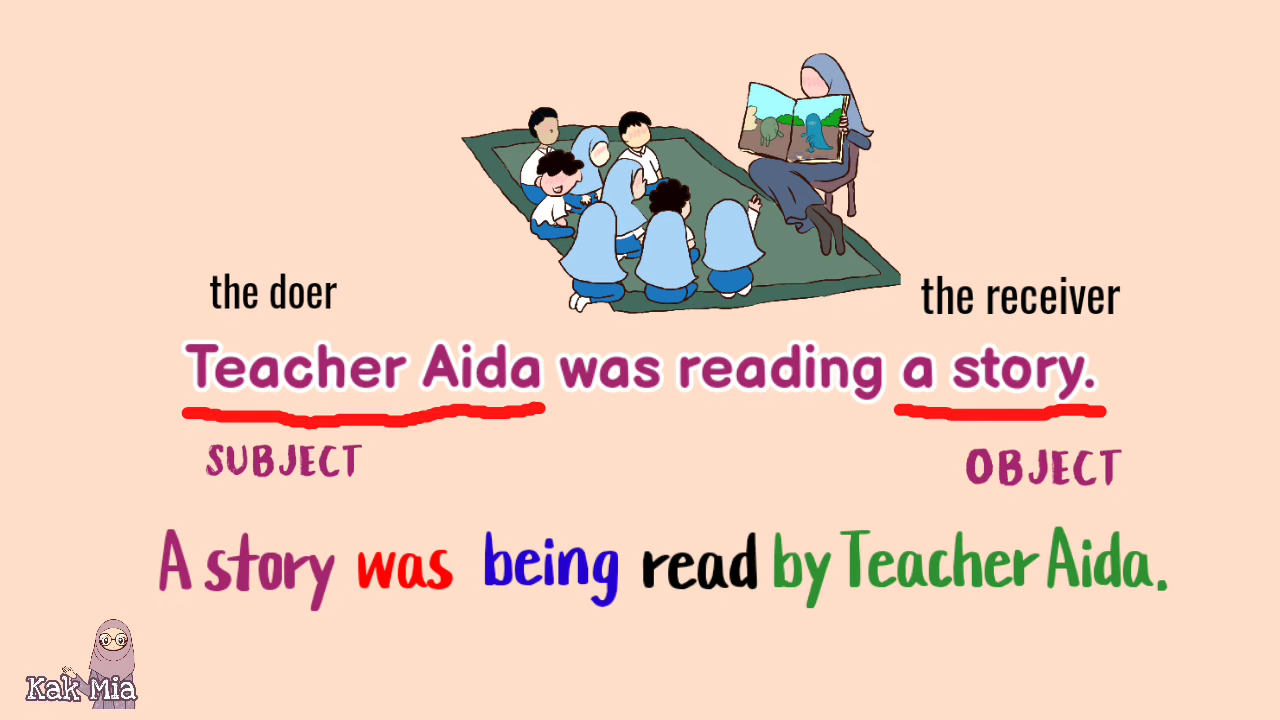 the doer
the receiver
Teacher Aida was reading a story.
SUBJECT
OBJECT
A story was being read by Teacher Aida.
Kak Mia